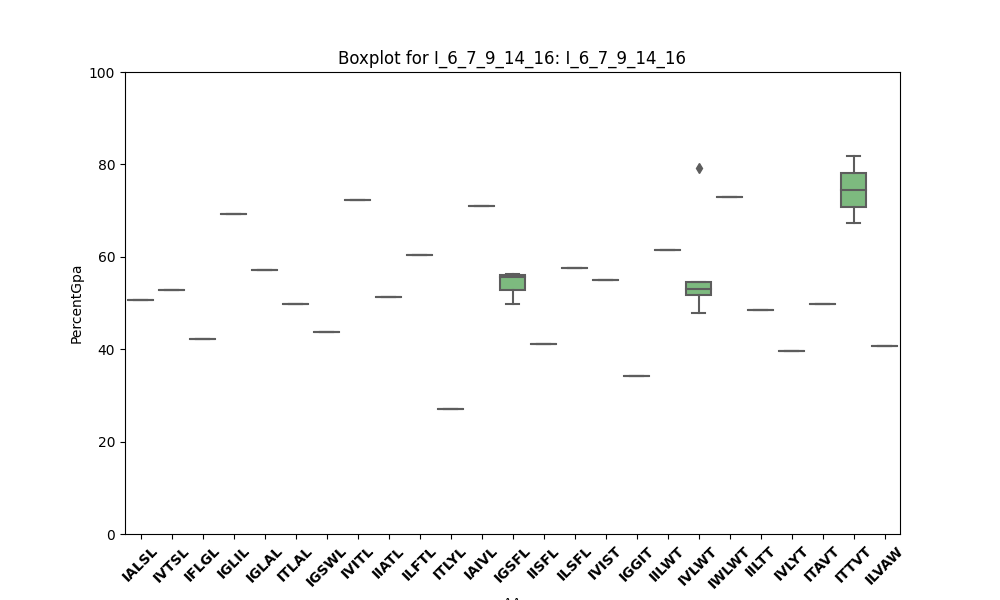 Boxplot for I_6_7_9_14_16: I_6_7_9_14_16
PercentGpa
100
80
60
40
20
0
IALSL
IVTSL
IFLGL
IGLIL
IGLAL
ITLAL
IGSWL
IVITL
IIATL
ILFTL
ITLYL
IAIVL
IGSFL
IISFL
ILSFL
IVIST
IGGIT
IILWT
IVLWT
IWLWT
IILTT
IVLYT
ITAVT
ITTVT
ILVAW